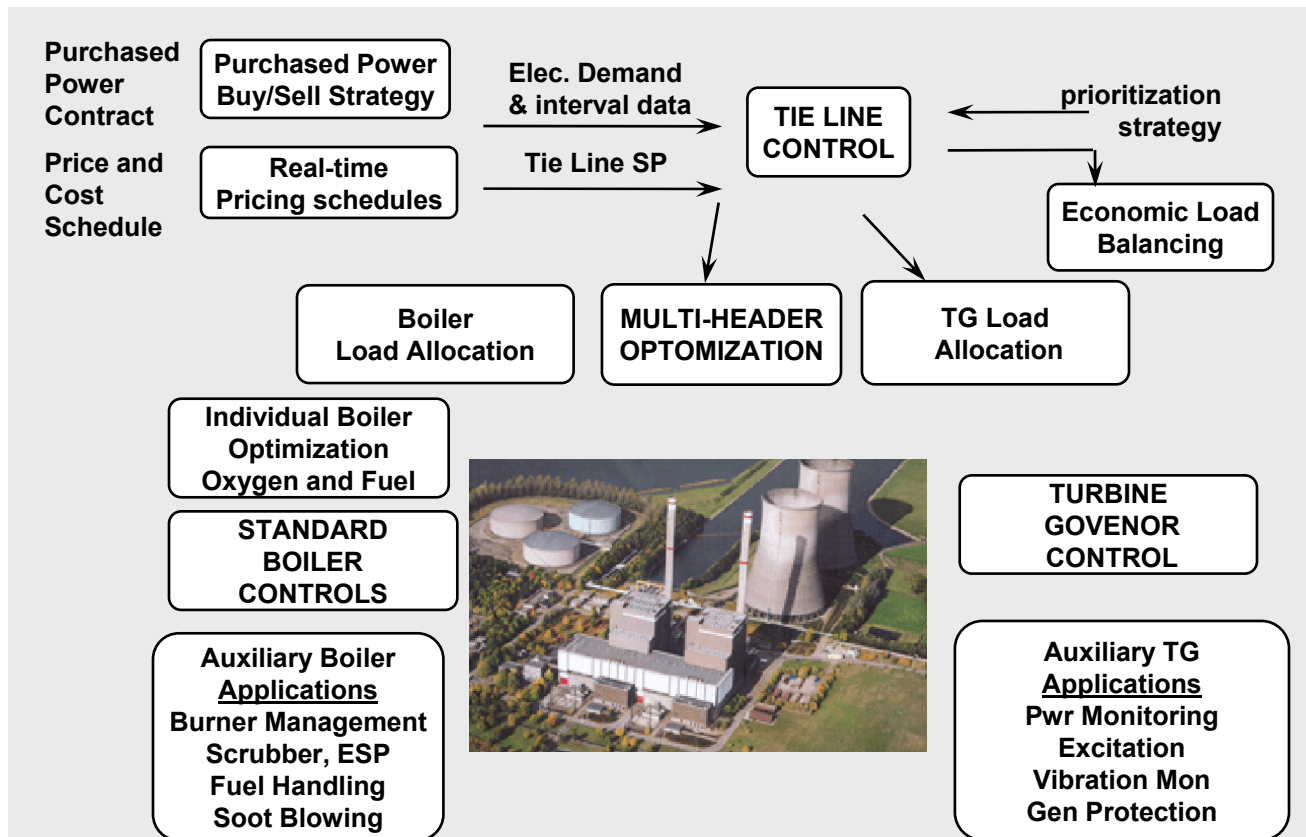 Purchased
Power
Contract
Purchased Power
Buy/Sell Strategy
Elec. Demand
& interval data
TIE LINE
CONTROL
prioritization
strategy
Price and
Cost
Schedule
Real-time
Pricing schedules
Tie Line SP
Economic Load
Balancing
Boiler
Load Allocation
MULTI-HEADER
OPTOMIZATION
TG Load
Allocation
Individual Boiler
Optimization
Oxygen and Fuel
STANDARD
BOILER
CONTROLS
TURBINE
GOVENOR
CONTROL
Auxiliary Boiler
Applications
Burner Management
Scrubber, ESP
Fuel Handling
Soot Blowing
Auxiliary TG
Applications
Pwr Monitoring
Excitation
Vibration Mon
Gen Protection